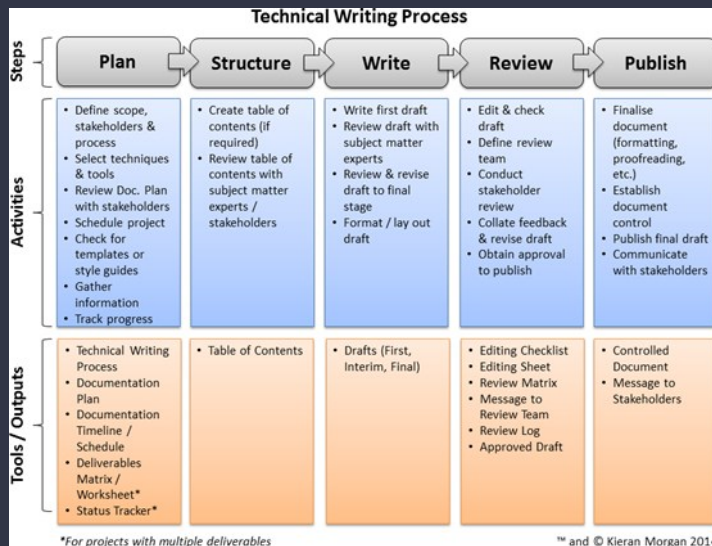 Technical Writing Process
Steps
Plan
Structure
Write
Review
Publish
Activities
• Define scope,
stakeholders &
process
• Select techniques
& tools
• Review Doc. Plan
with stakeholders
• Schedule project
• Check for
templates or
style guides
• Gather
information
• Track progress
• Create table of
contents (if
required)
• Review table of
contents with
subject matter
experts /
stakeholders
• Write first draft
• Review draft with
subject matter
experts
• Review & revise
draft to final
stage
• Format / lay out
draft
• Edit & check
draft
• Define review
team
• Conduct
stakeholder
review
• Collate feedback
& revise draft
• Obtain approval
to publish
• Finalise
document
(formatting,
proofreading,
etc.)
• Establish
document
control
• Publish final draft
• Communicate
with stakeholders
Tools / Outputs
• Technical Writing
Process
• Documentation
Plan
• Documentation
Timeline /
Schedule
• Deliverables
Matrix /
Worksheet*
• Status Tracker*
• Table of Contents
• Drafts (First,
Interim, Final)
• Editing Checklist
• Editing Sheet
• Review Matrix
• Message to
Review Team
• Review Log
• Approved Draft
• Controlled
Document
• Message to
Stakeholders
*For projects with multiple deliverables
™ and © Kieran Morgan 2014